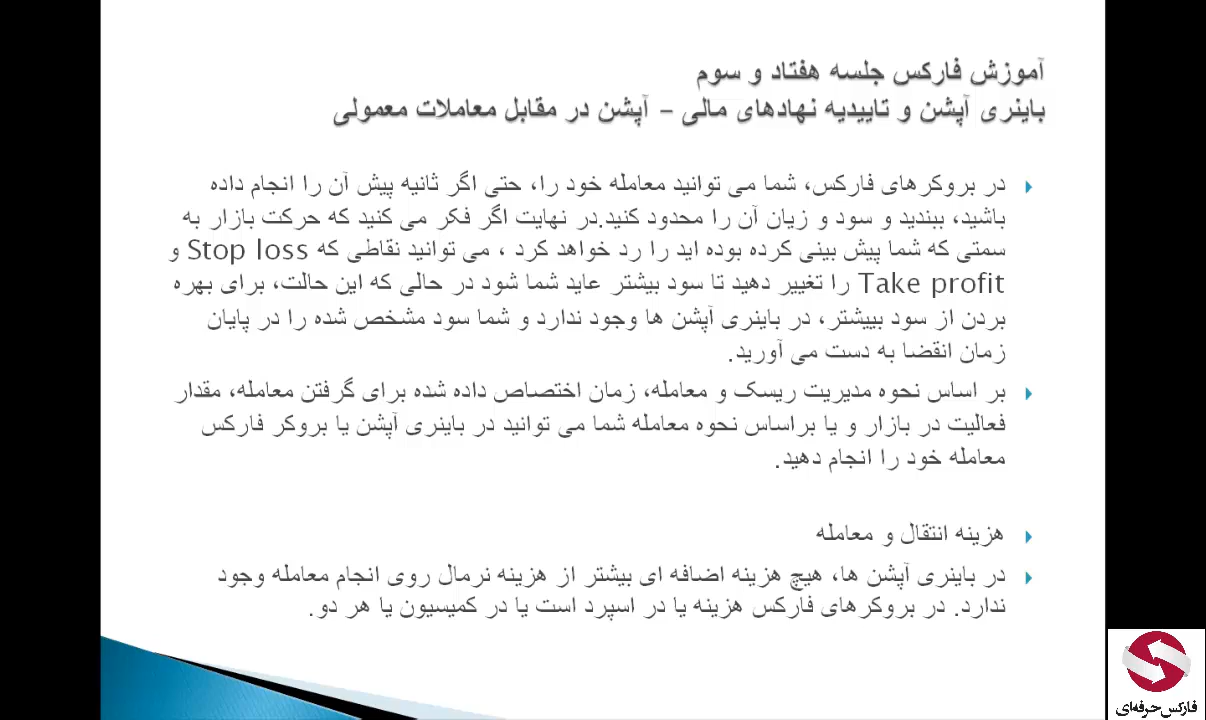 آموزش فارکس جلسه هفتاد و سوم
باینری آپشن و تاییدیه نهادهای مالی – آپشن در مقابل معاملات معمولی
در بروکرهای فارکس، شما می توانید معامله خود را، حتی اگر ثانیه پیش آن را انجام داده
باشید، ببندید و سود و زیان آن را محدود کنید.در نهایت اگر فکر می کنید که حرکت بازار به
سمتی که شما پیش بینی کرده بوده اید را رد خواهد کرد ، می توانید نقاطی که Stop loss و
Take profit را تغییر دهید تا سود بیشتر عاید شما شود در حالی که این حالت، برای بهره
بردن از سود بییشتر، در باینری آپشن ها وجود ندارد و شما سود مشخص شده را در پایان
زمان انقضا به دست می آورید.
بر اساس نحوه مدیریت ریسک و معامله، زمان اختصاص داده شده برای گرفتن معامله، مقدار
فعالیت در بازار و یا براساس نحوه معامله شما می توانید در باینری آپشن یا بروکر فارکس
معامله خود را انجام دهید.
هزینه انتقال و معامله
در باینری آپشن ها، هیچ هزینه اضافه ای بیشتر از هزینه نرمال روی انجام معامله وجود
ندارد. در بروکرهای فارکس هزینه یا در اسپرد است یا در کمیسیون یا هر دو.
فارکس حرفه‌ای